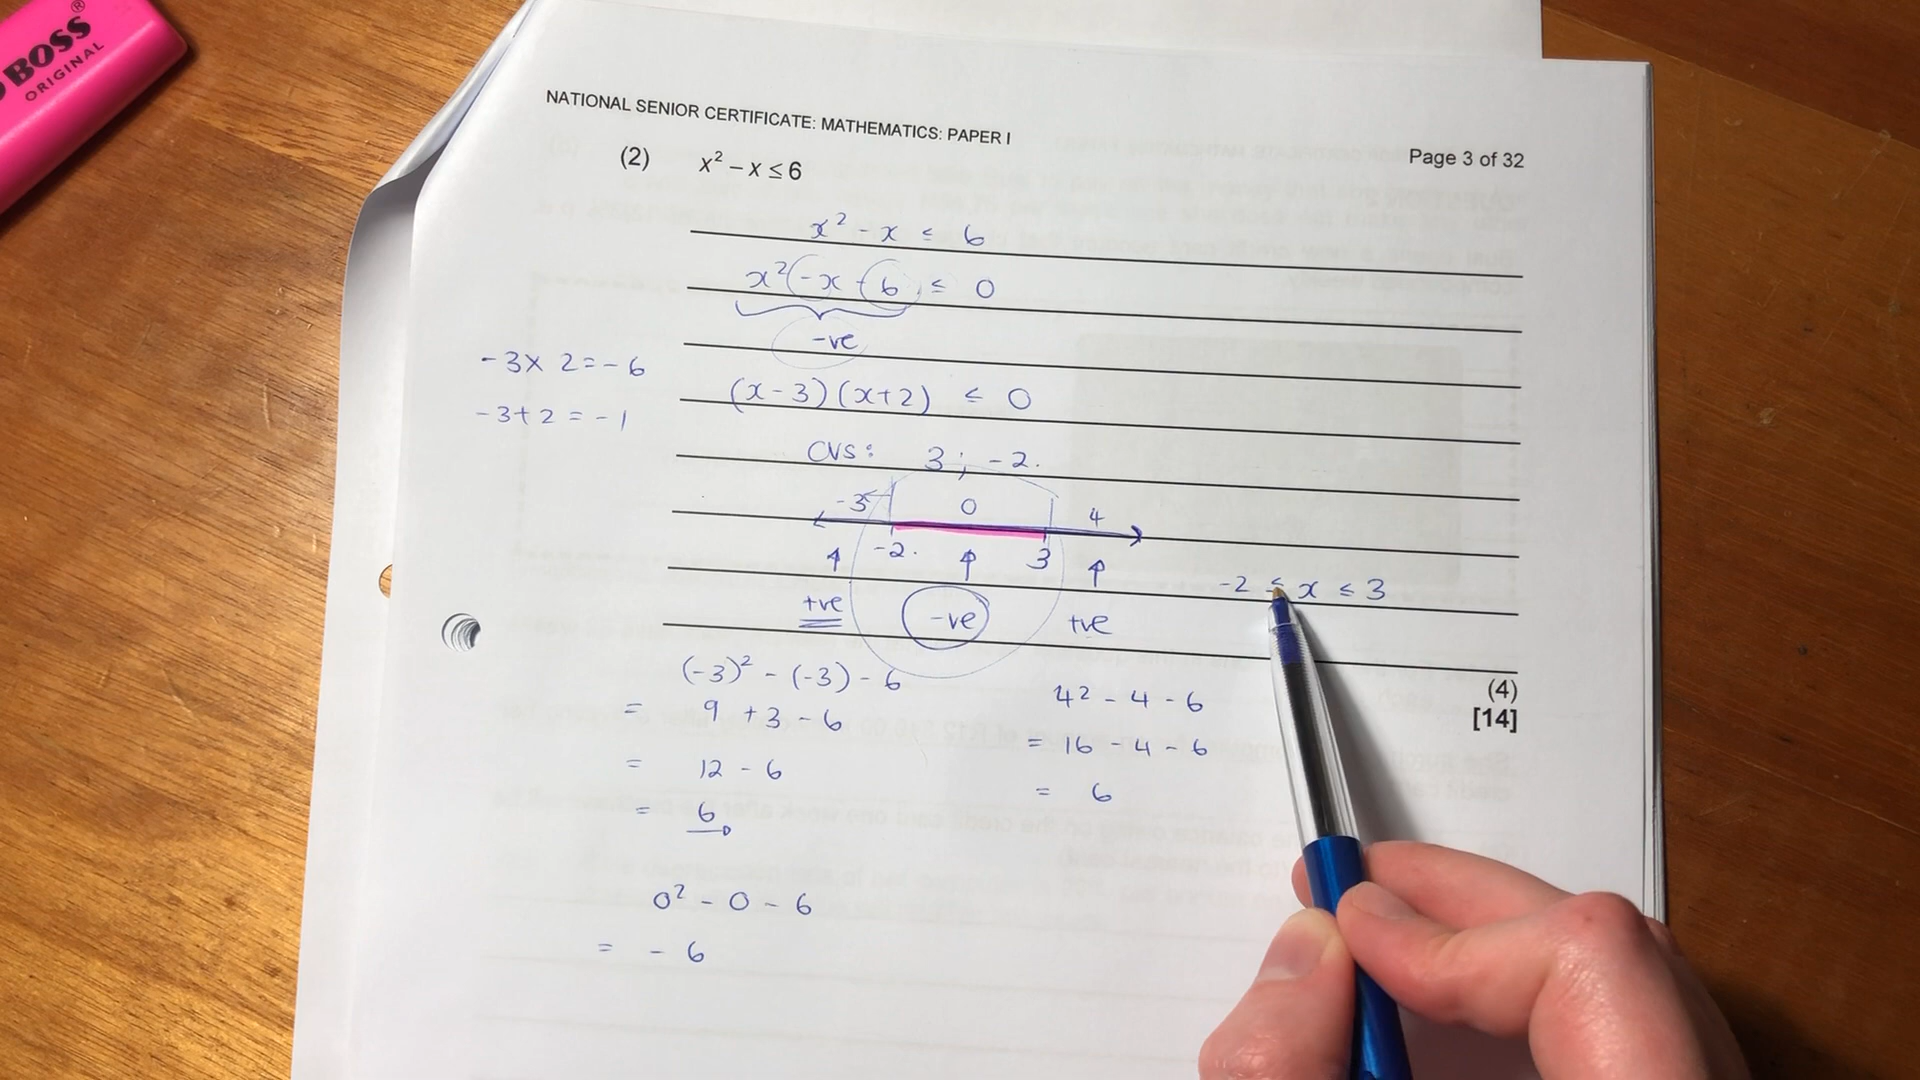 BOSS®
ORIGINAL
NATIONAL SENIOR CERTIFICATE: MATHEMATICS: PAPER I
Page 3 of 32
(2) x² – x ≤ 6
x² - x ≤ 6
x² - x - 6 ≤ 0
-ve
-3 x 2 = -6
(x-3)(x+2) ≤ 0
-3+2 = -1
CVS: 3; -2.
-3 0 4
-2. 3
-2 ≤ x ≤ 3
+ve -ve +ve
(-3)² - (-3) - 6
= 9 + 3 - 6
= 12 - 6
= 6
4² - 4 - 6
= 16 - 4 - 6
= 6
(4)
[14]
0² - 0 - 6
= - 6